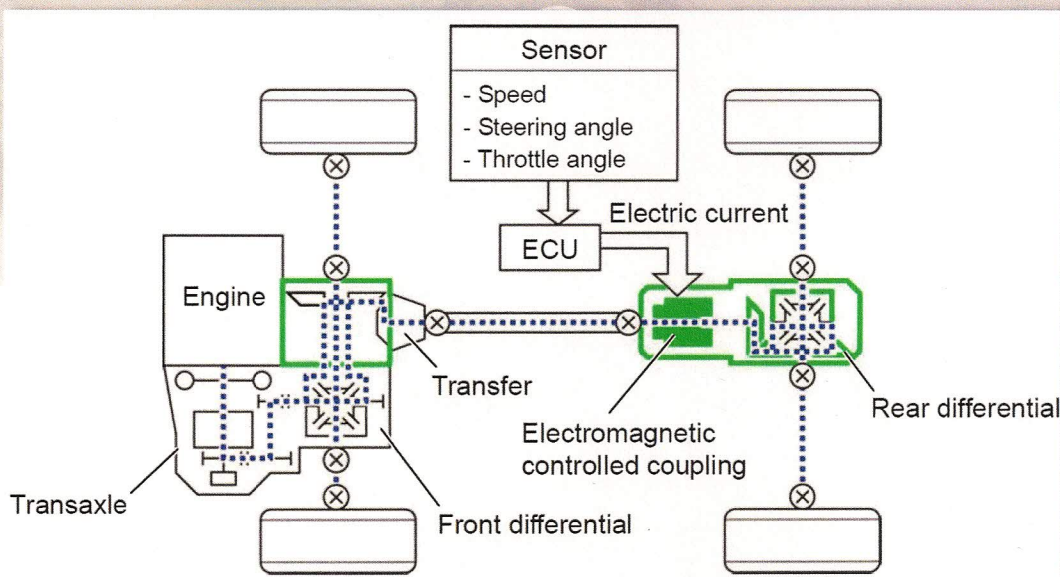 Sensor
- Speed
- Steering angle
- Throttle angle
Electric current
ECU
Engine
Transfer
Rear differential
Electromagnetic
controlled coupling
Transaxle
Front differential